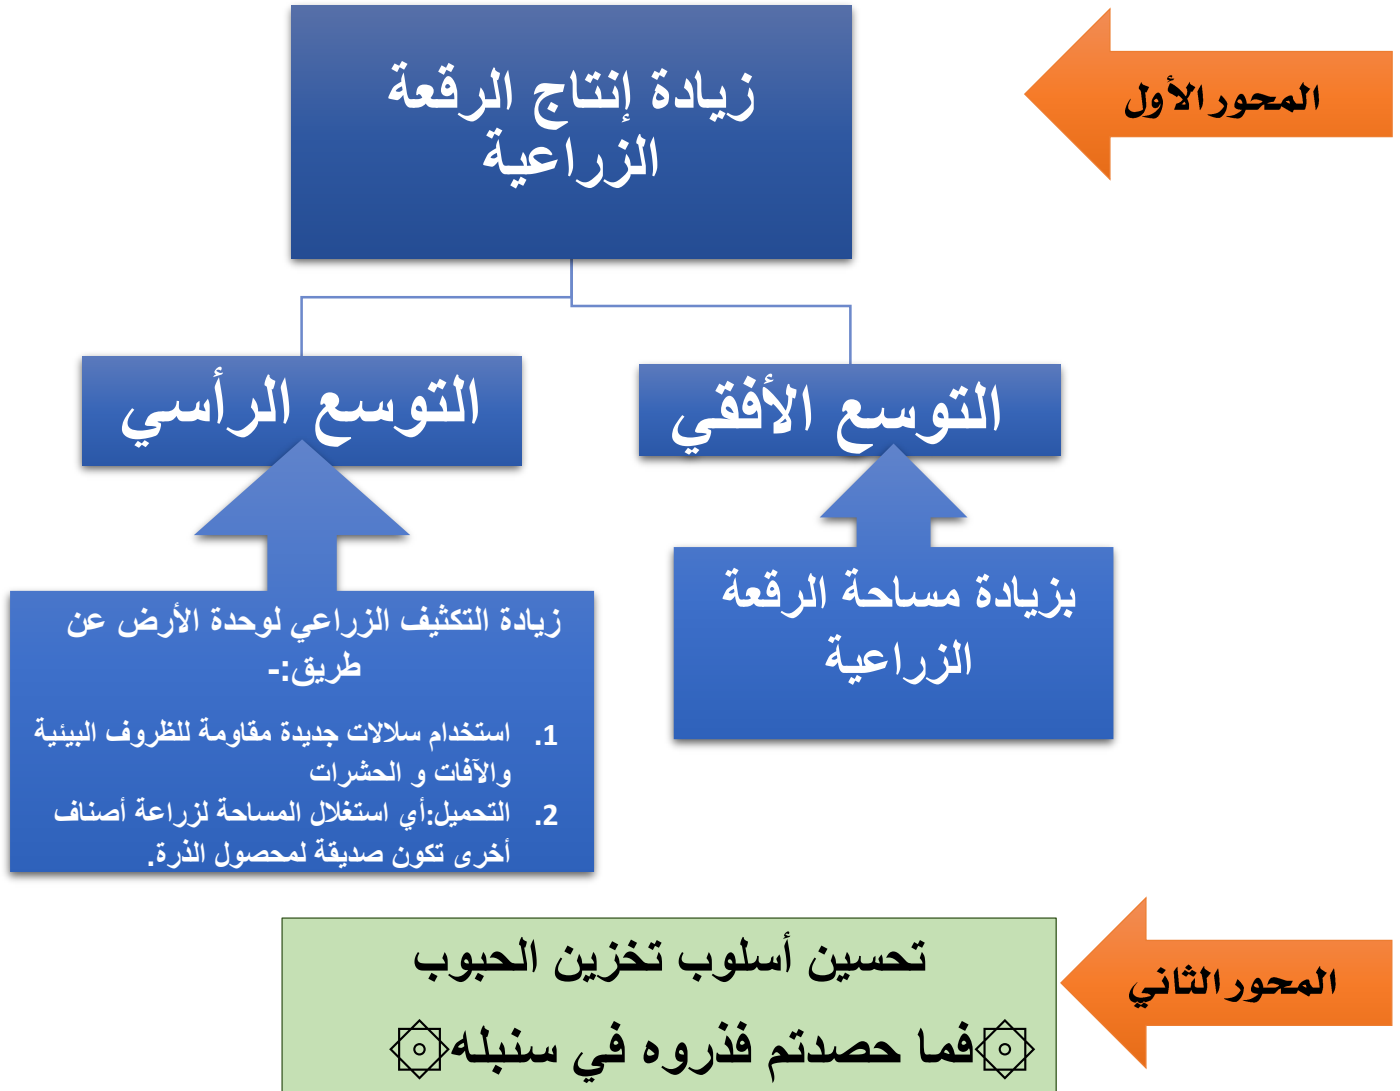 المحور الأول
زيادة إنتاج الرقعة
الزراعية
التوسع الأفقي
التوسع الرأسي
بزيادة مساحة الرقعة
الزراعية
زيادة التكثيف الزراعي لوحدة الأرض عن
طريق:-
1. استخدام سلالات جديدة مقاومة للظروف البيئية
والآفات و الحشرات
2. التحميل:أي استغلال المساحة لزراعة أصناف
أخرى تكون صديقة لمحصول الذرة.
المحور الثاني
تحسين أسلوب تخزين الحبوب
۞فما حصدتم فذروه في سنبله۞